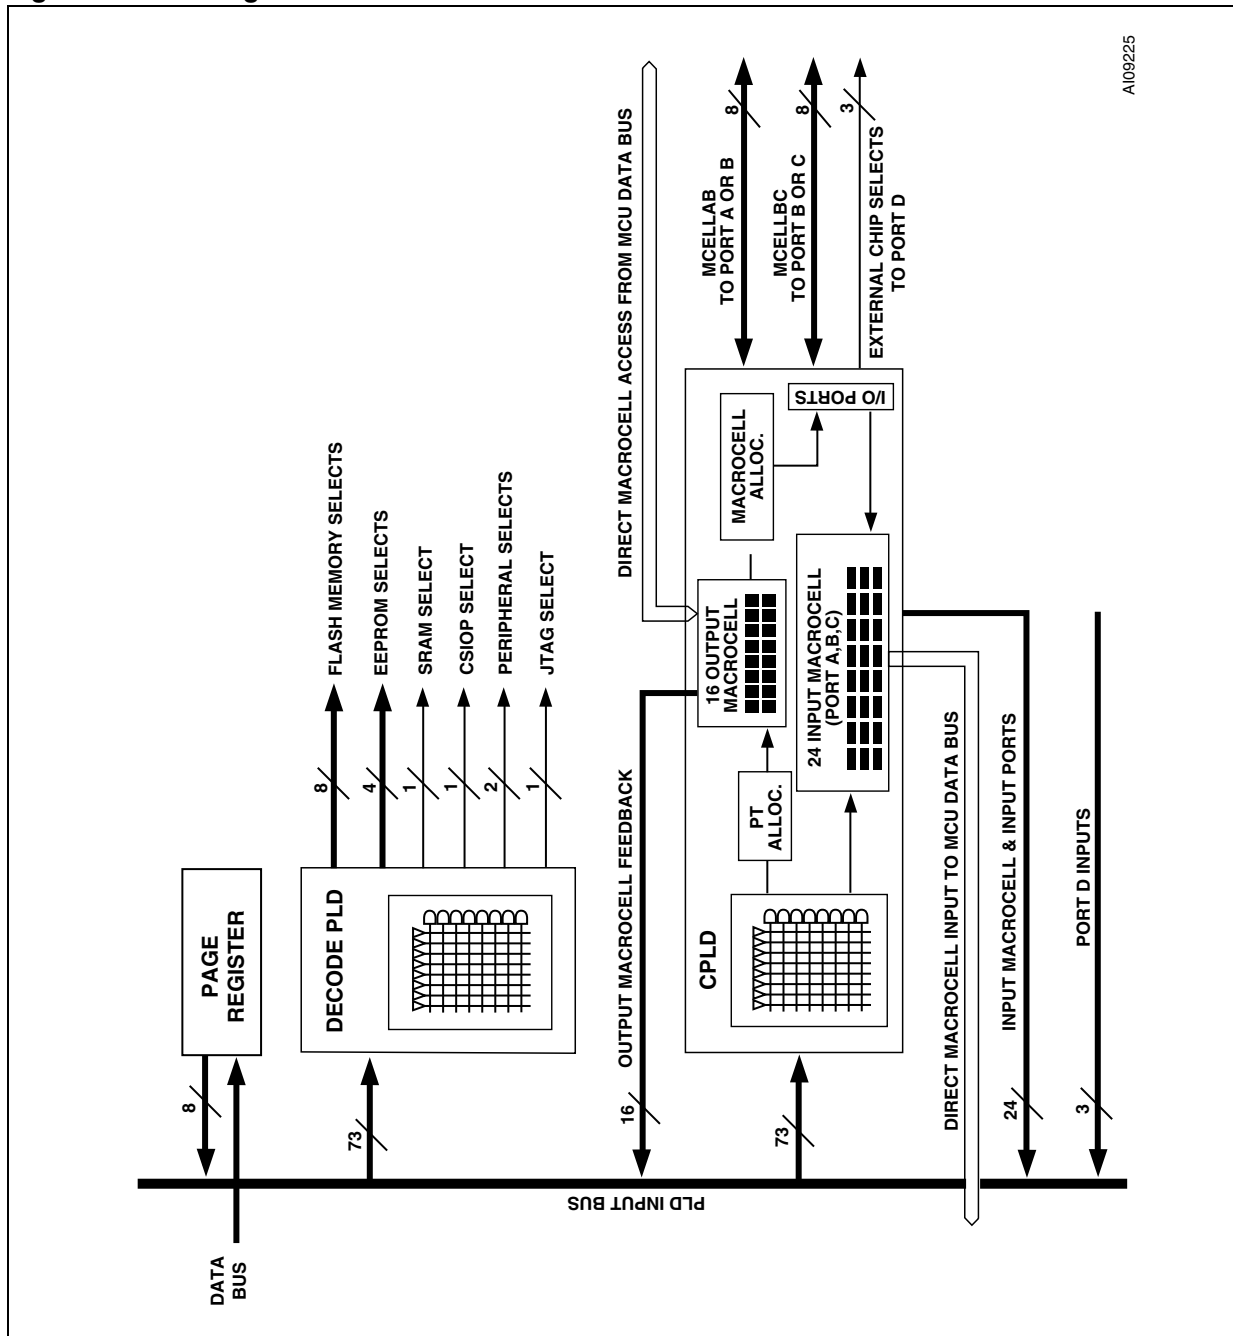 DATA
BUS
8
PAGE
REGISTER
73
DECODE PLD
8
FLASH MEMORY SELECTS
4
EEPROM SELECTS
1
SRAM SELECT
1
CSIOP SELECT
2
PERIPHERAL SELECTS
1
JTAG SELECT
PLD INPUT BUS
16
OUTPUT MACROCELL FEEDBACK
DIRECT MACROCELL ACCESS FROM MCU DATA BUS
73
CPLD
PT
ALLOC.
16 OUTPUT
MACROCELL
MACROCELL
ALLOC.
I/O PORTS
24 INPUT MACROCELL
(PORT A,B,C)
MCELLAB
TO PORT A OR B
8
MCELLBC
TO PORT B OR C
8
EXTERNAL CHIP SELECTS
TO PORT D
3
DIRECT MACROCELL INPUT TO MCU DATA BUS
24
INPUT MACROCELL & INPUT PORTS
3
PORT D INPUTS
AI09225